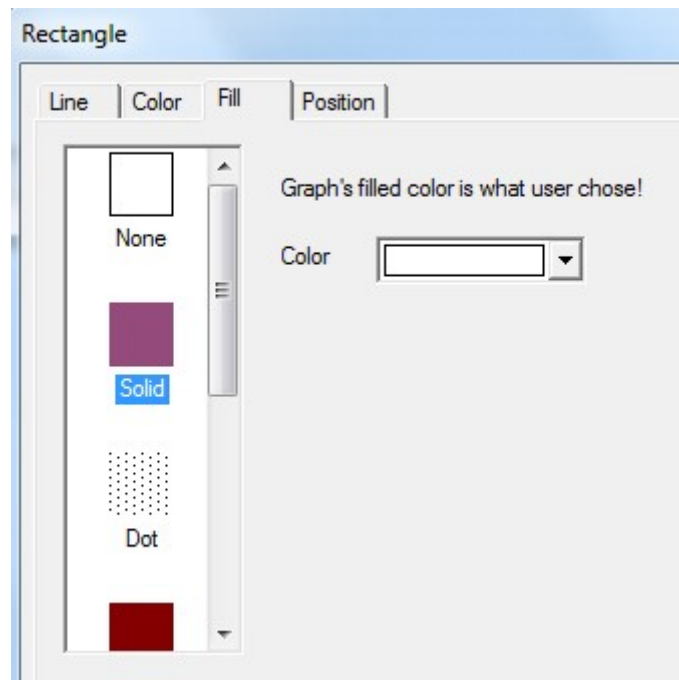 Rectangle
Line Color Fill Position
Graph's filled color is what user chose!
None
Color
Solid
Dot